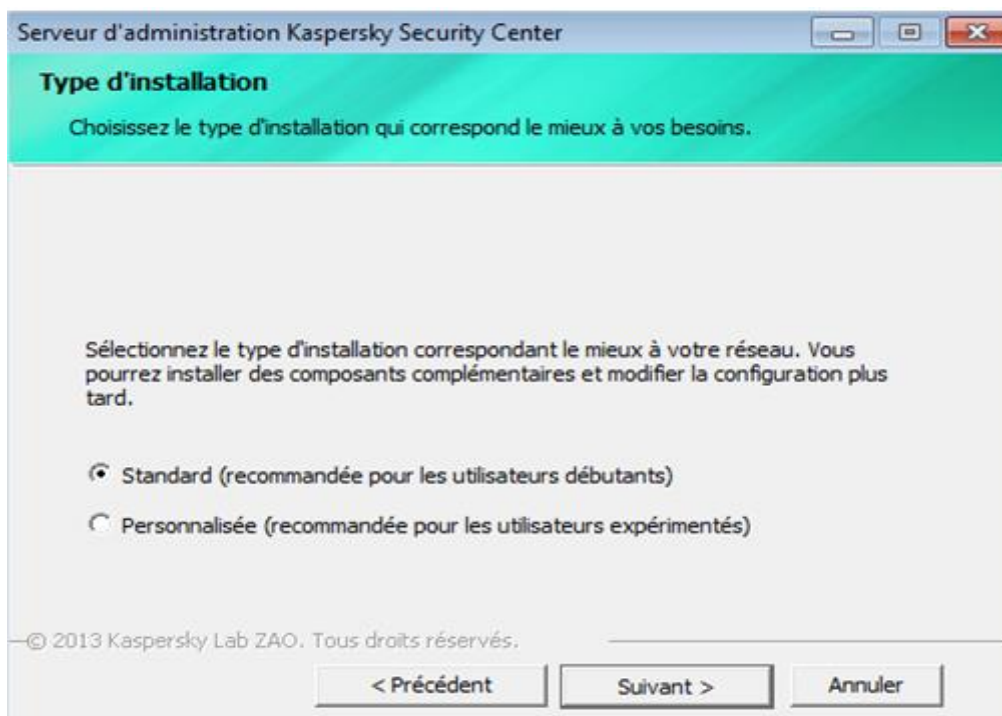 Serveur d'administration Kaspersky Security Center
Type d'installation
Choisissez le type d'installation qui correspond le mieux à vos besoins.
Sélectionnez le type d'installation correspondant le mieux à votre réseau. Vous
pourrez installer des composants complémentaires et modifier la configuration plus
tard.
Standard (recommandée pour les utilisateurs débutants)
Personnalisée (recommandée pour les utilisateurs expérimentés)
© 2013 Kaspersky Lab ZAO. Tous droits réservés.
< Précédent
Suivant >
Annuler